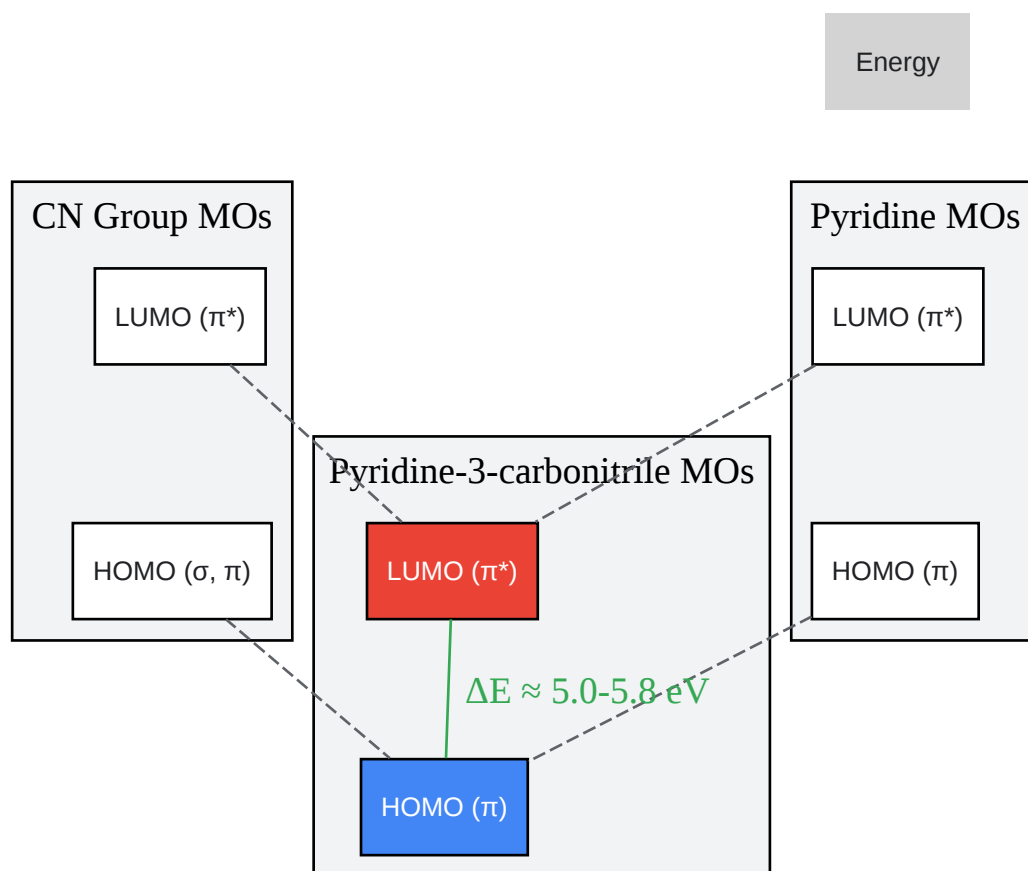 Energy
CN Group MOs
Pyridine MOs
LUMO (π*)
LUMO (π*)
Pyridine-3-carbonitrile MOs
HOMO (σ, π)
LUMO (π*)
HOMO (π)
ΔE ≈ 5.0-5.8 eV
HOMO (π)